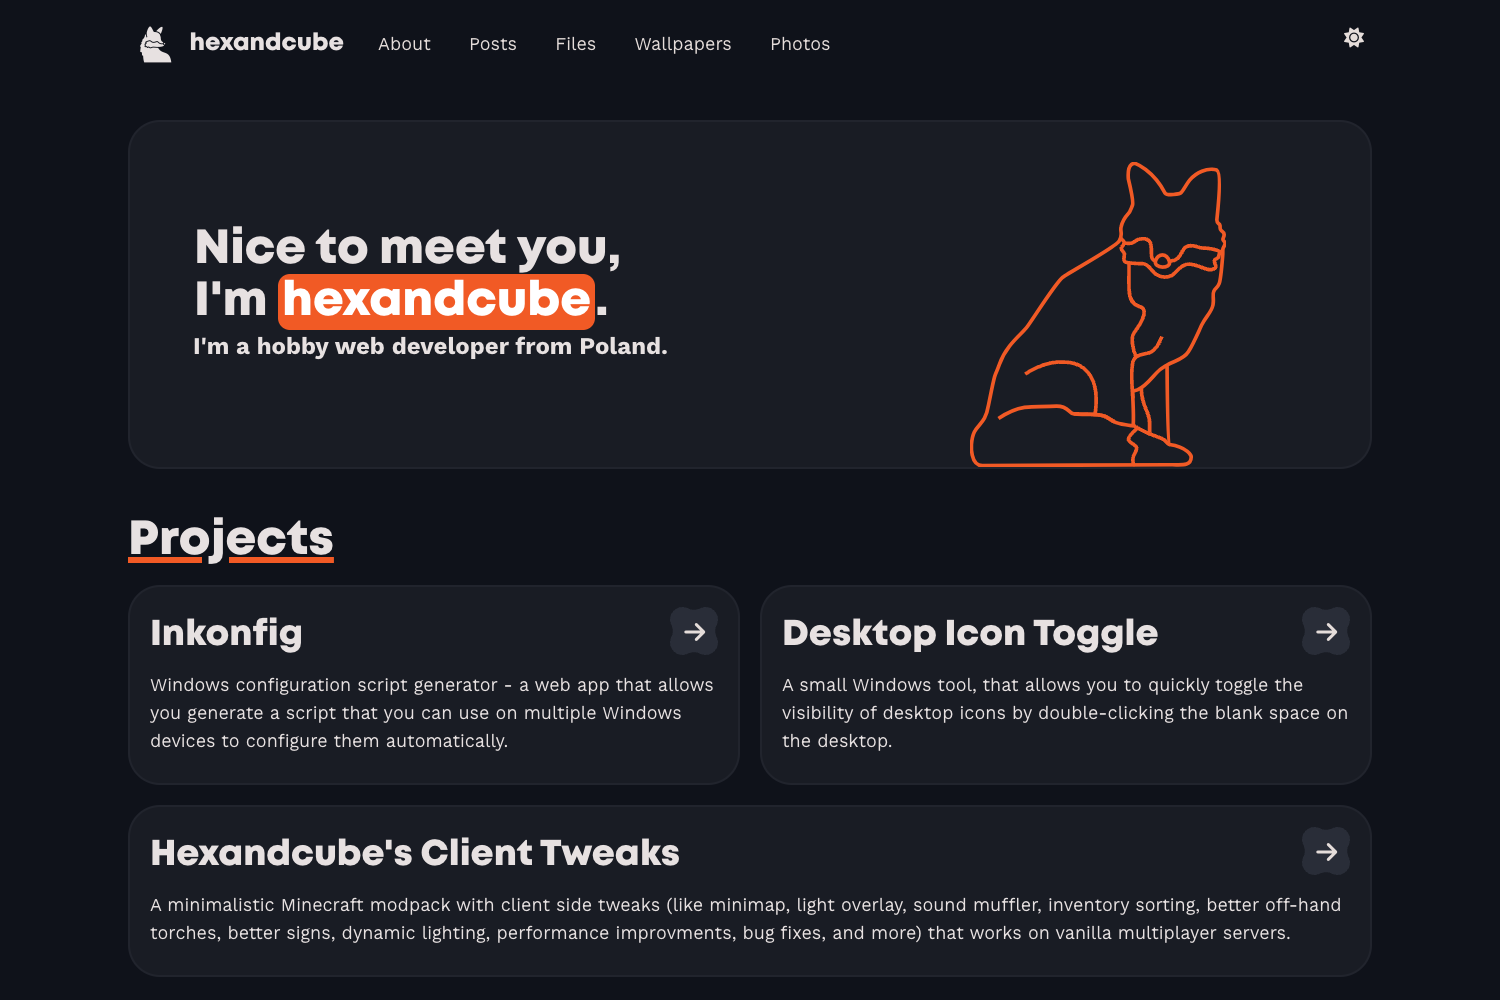 hexandcube
About
Posts
Files
Wallpapers
Photos
Nice to meet you,
I'm hexandcube.
I'm a hobby web developer from Poland.
Projects
Inkonfig
Windows configuration script generator - a web app that allows
you generate a script that you can use on multiple Windows
devices to configure them automatically.
Desktop Icon Toggle
A small Windows tool, that allows you to quickly toggle the
visibility of desktop icons by double-clicking the blank space on
the desktop.
Hexandcube's Client Tweaks
A minimalistic Minecraft modpack with client side tweaks (like minimap, light overlay, sound muffler, inventory sorting, better off-hand
torches, better signs, dynamic lighting, performance improvments, bug fixes, and more) that works on vanilla multiplayer servers.